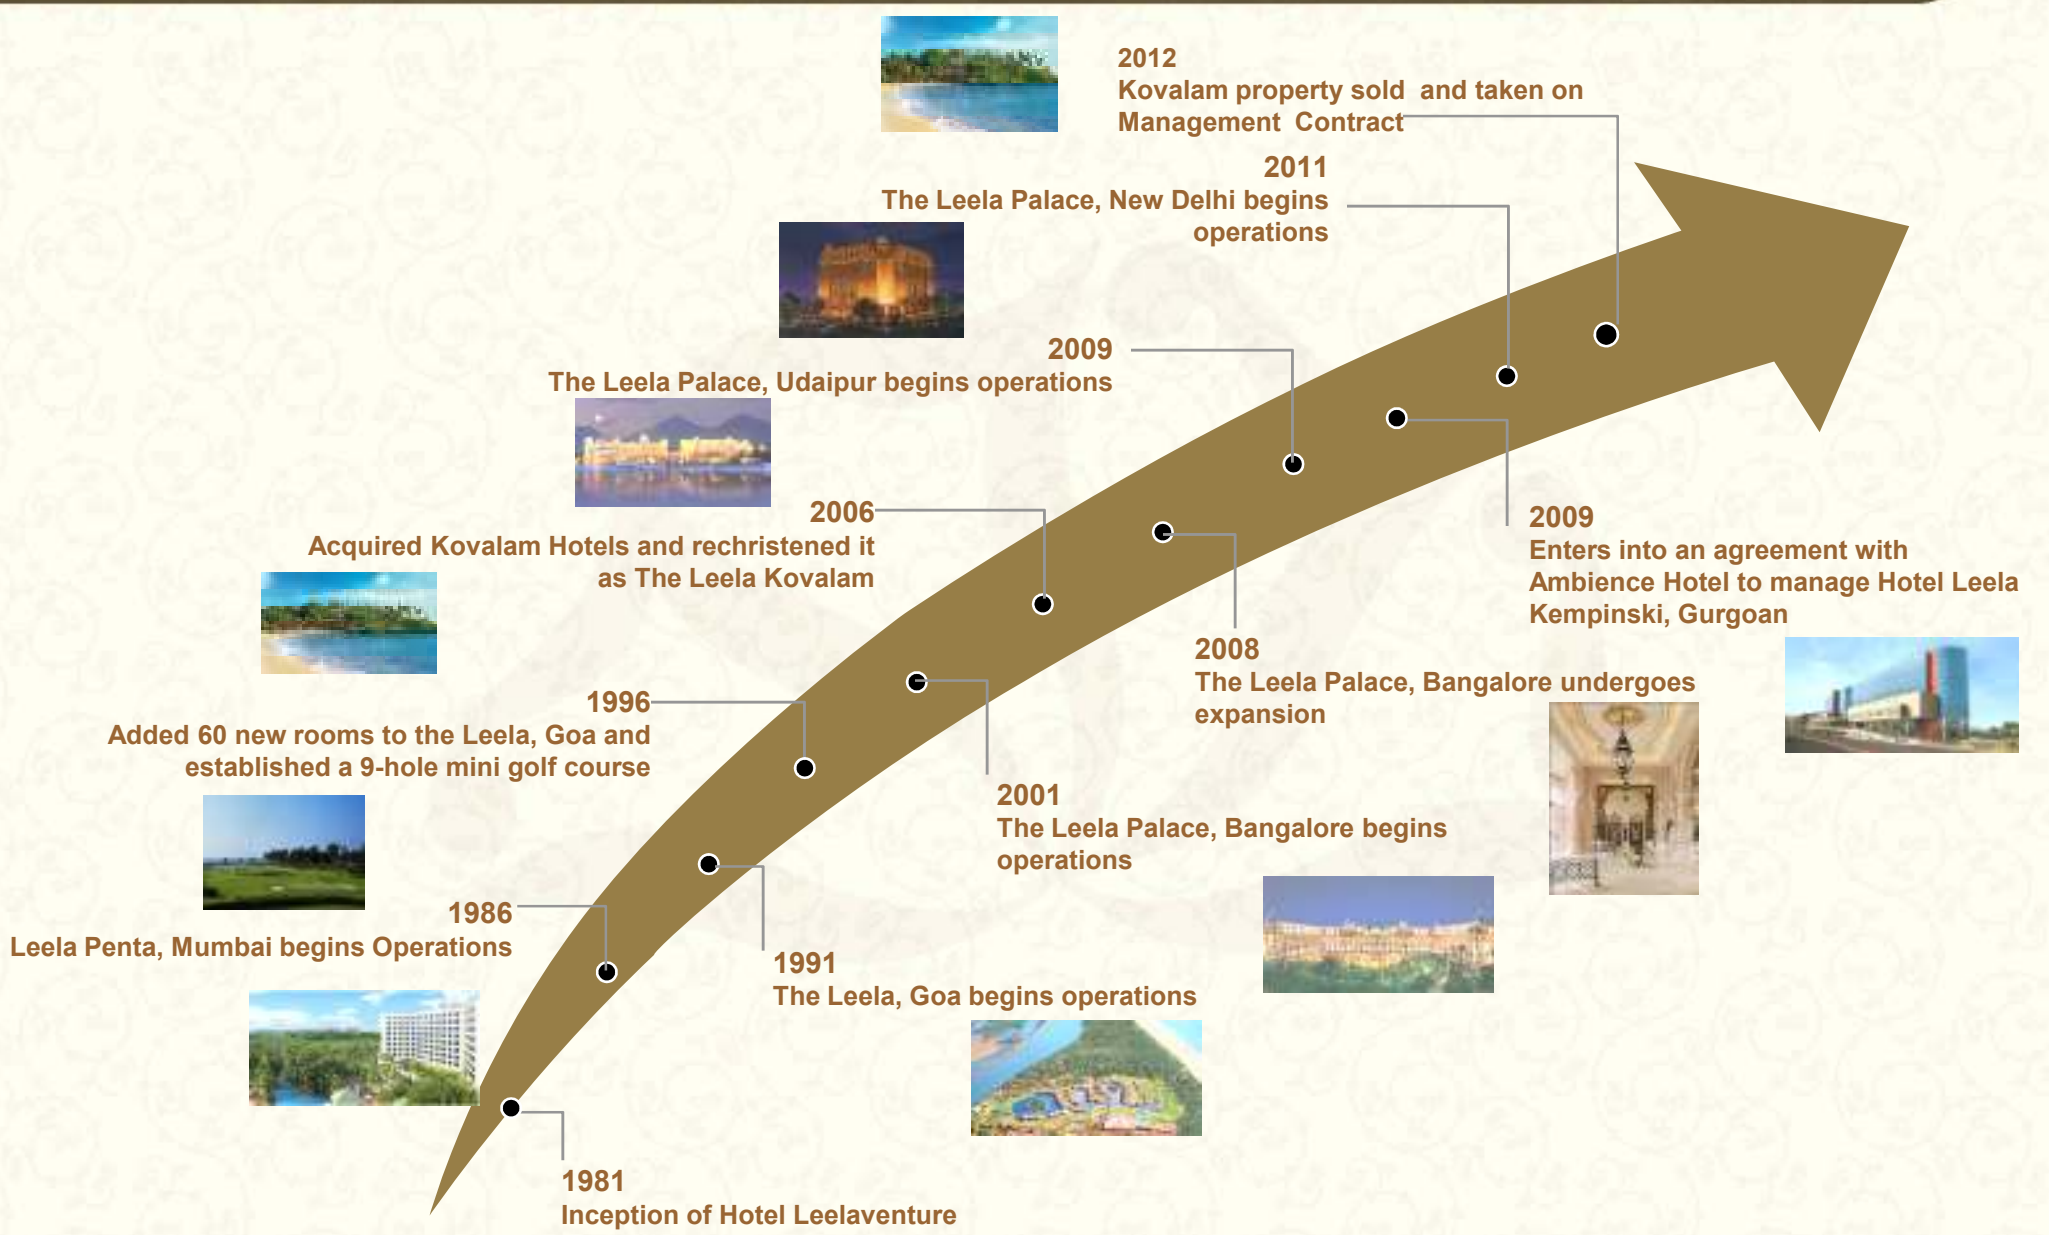 2012
Kovalam property sold and taken on
Management Contract
2011
The Leela Palace, New Delhi begins
operations
2009
The Leela Palace, Udaipur begins operations
2006
Acquired Kovalam Hotels and rechristened it
as The Leela Kovalam
2009
Enters into an agreement with
Ambience Hotel to manage Hotel Leela
Kempinski, Gurgoan
2008
The Leela Palace, Bangalore undergoes
expansion
1996
Added 60 new rooms to the Leela, Goa and
established a 9-hole mini golf course
2001
The Leela Palace, Bangalore begins
operations
1986
Leela Penta, Mumbai begins Operations
1991
The Leela, Goa begins operations
1981
Inception of Hotel Leelaventure